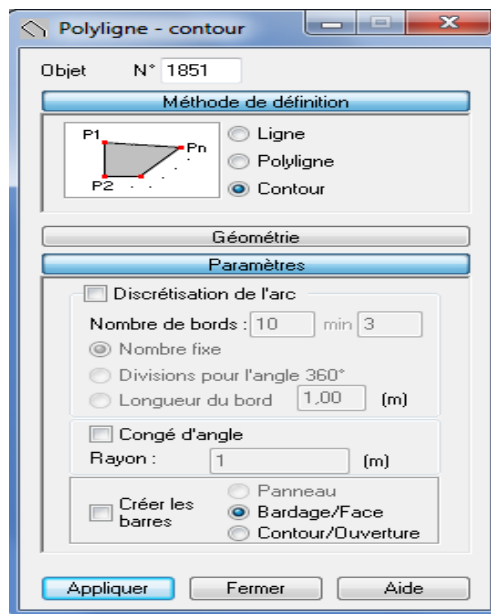 Polyligne - contour
Objet N° 1851
Méthode de définition
P1
Pn
P2
Ligne
Polyligne
Contour
Géométrie
Paramètres
Discrétisation de l'arc
Nombre de bords : 10 min 3
Nombre fixe
Divisions pour l'angle 360°
Longueur du bord 1,00 (m)
Congé d'angle
Rayon : 1 (m)
Créer les barres
Panneau
Bardage/Face
Contour/Ouverture
Appliquer Fermer Aide